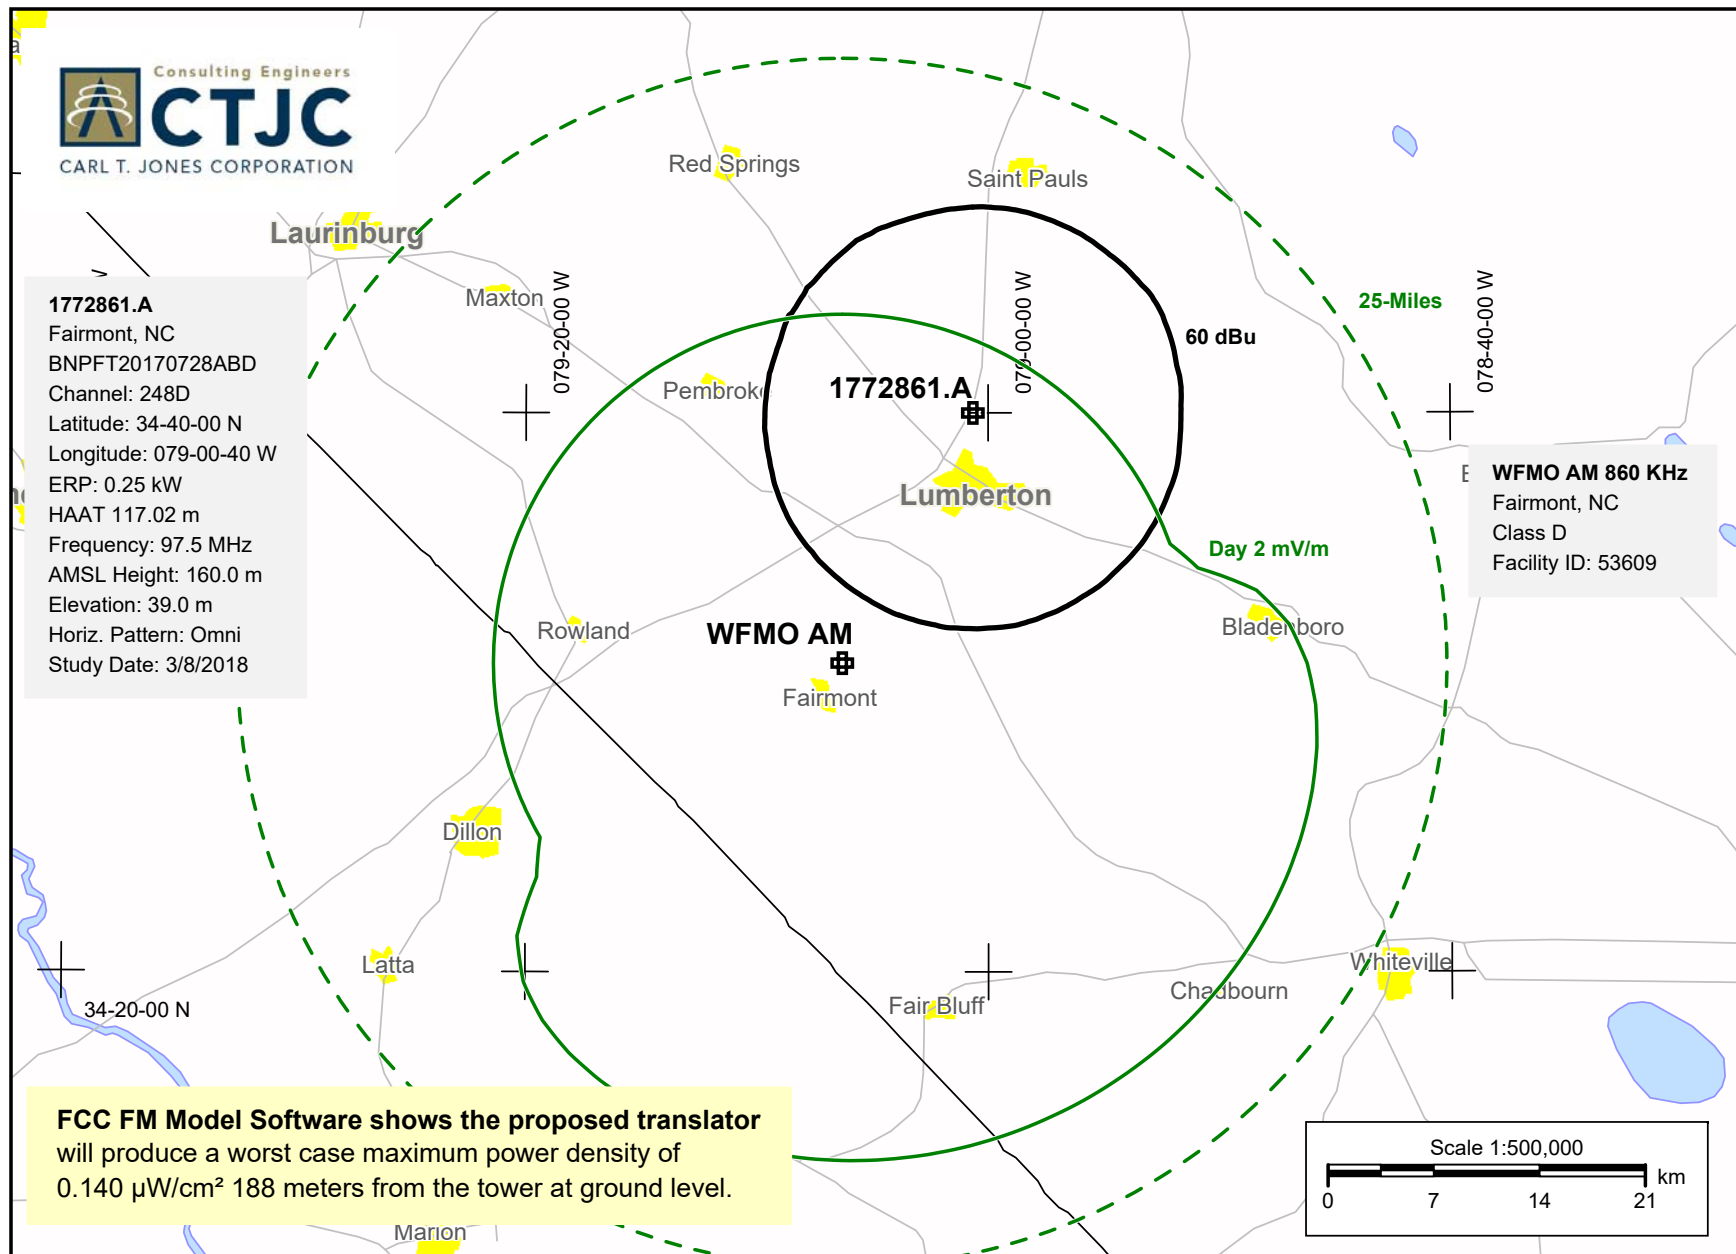 Consulting Engineers
CTJC
CARL T. JONES CORPORATION
Red Springs
Saint Pauls
Laurinburg
Maxton
079-20-00 W
079-00-00 W
078-40-00 W
25-Miles
60 dBu
1772861.A
Fairmont, NC
BNPFT20170728ABD
Channel: 248D
Latitude: 34-40-00 N
Longitude: 079-00-40 W
ERP: 0.25 kW
HAAT 117.02 m
Frequency: 97.5 MHz
AMSL Height: 160.0 m
Elevation: 39.0 m
Horiz. Pattern: Omni
Study Date: 3/8/2018
Pembroke
1772861.A
Lumberton
WFMO AM 860 KHz
Fairmont, NC
Class D
Facility ID: 53609
Day 2 mV/m
Rowland
WFMO AM
Bladenboro
Fairmont
Dillon
Latta
Whiteville
Chadbourn
Fair Bluff
34-20-00 N
FCC FM Model Software shows the proposed translator
will produce a worst case maximum power density of
0.140 µW/cm² 188 meters from the tower at ground level.
Marion
Scale 1:500,000
km
0 7 14 21